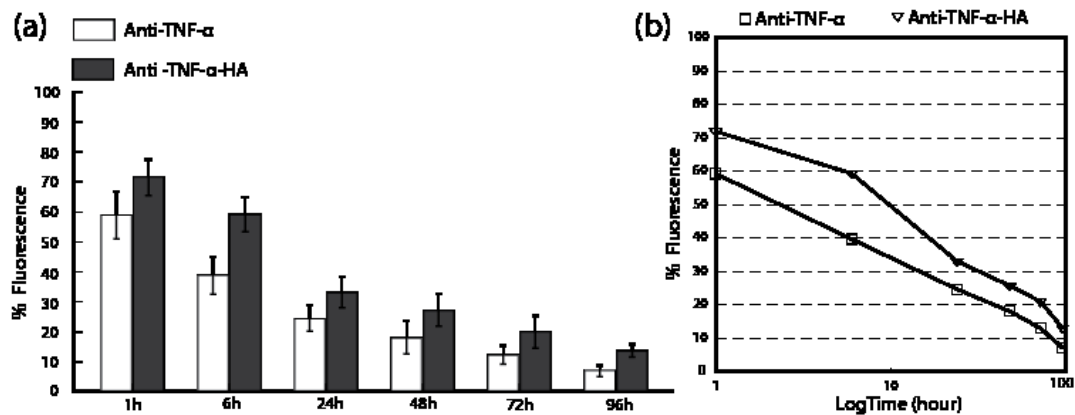 (a)
Anti-TNF-α
Anti -TNF-α-HA
100
90
80
70
60
50
40
30
20
10
0
% Fluorescence
1h
6h
24h
48h
72h
96h
(b)
Anti-TNF-α
Anti-TNF-α-HA
100
90
80
70
60
50
40
30
20
10
0
% Fluorescence
1
10
100
LogTime (hour)